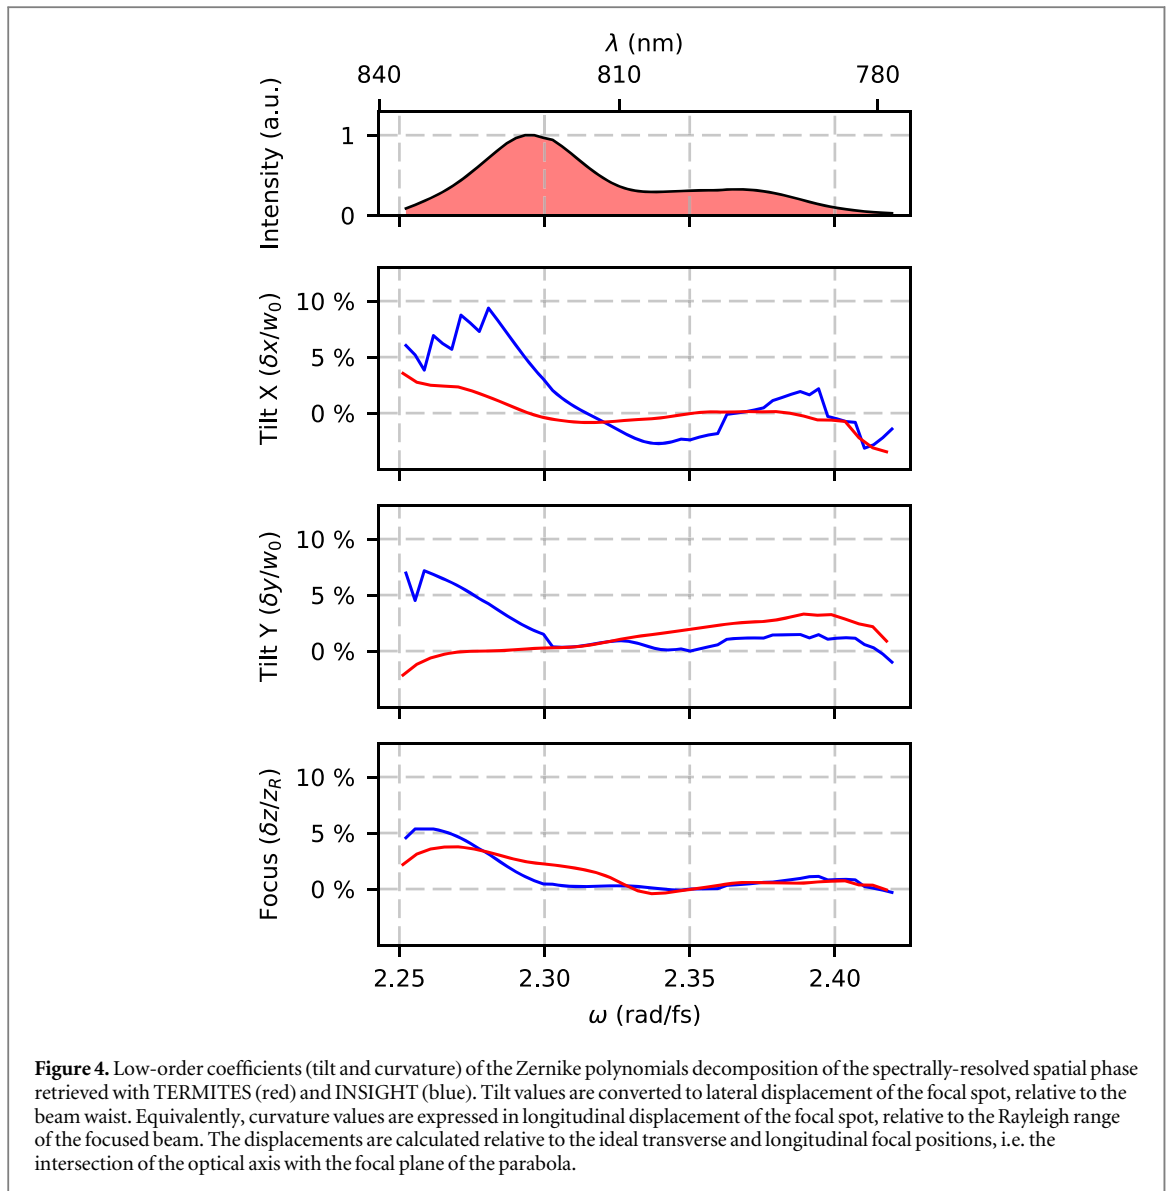 λ (nm)
840 810 780
Intensity (a.u.)
1
0
Tilt X (δx/w₀)
10 %
5 %
0 %
Tilt Y (δy/w₀)
10 %
5 %
0 %
Focus (δz/z_R)
10 %
5 %
0 %
2.25 2.30 2.35 2.40
ω (rad/fs)
Figure 4. Low-order coefficients (tilt and curvature) of the Zernike polynomials decomposition of the spectrally-resolved spatial phase
retrieved with TERMITES (red) and INSIGHT (blue). Tilt values are converted to lateral displacement of the focal spot, relative to the
beam waist. Equivalently, curvature values are expressed in longitudinal displacement of the focal spot, relative to the Rayleigh range
of the focused beam. The displacements are calculated relative to the ideal transverse and longitudinal focal positions, i.e. the
intersection of the optical axis with the focal plane of the parabola.